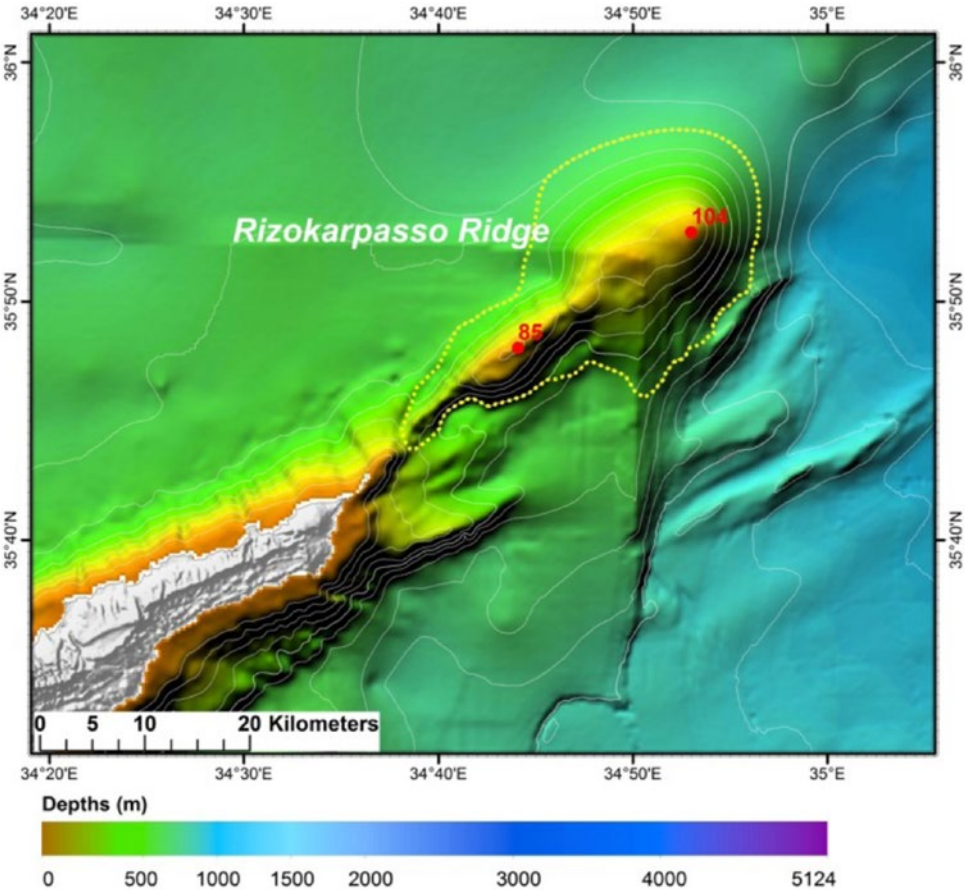 34°20'E 34°30'E 34°40'E 34°50'E 35°E
36°N 36°N
104
Rizokarpasso Ridge
35°50'N 35°50'N
85
35°40'N 35°40'N
0 5 10 20 Kilometers
34°20'E 34°30'E 34°40'E 34°50'E 35°E
Depths (m)
0 500 1000 1500 2000 3000 4000 5124